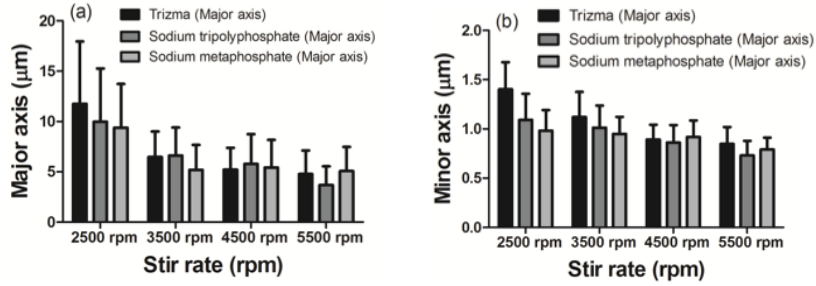 (a)
Trizma (Major axis)
Sodium tripolyphosphate (Major axis)
Sodium metaphosphate (Major axis)
Major axis (µm)
20
15
10
5
0
2500 rpm 3500 rpm 4500 rpm 5500 rpm
Stir rate (rpm)
(b)
Trizma (Major axis)
Sodium tripolyphosphate (Major axis)
Sodium metaphosphate (Major axis)
Minor axis (µm)
2.0
1.5
1.0
0.5
0.0
2500 rpm 3500 rpm 4500 rpm 5500 rpm
Stir rate (rpm)